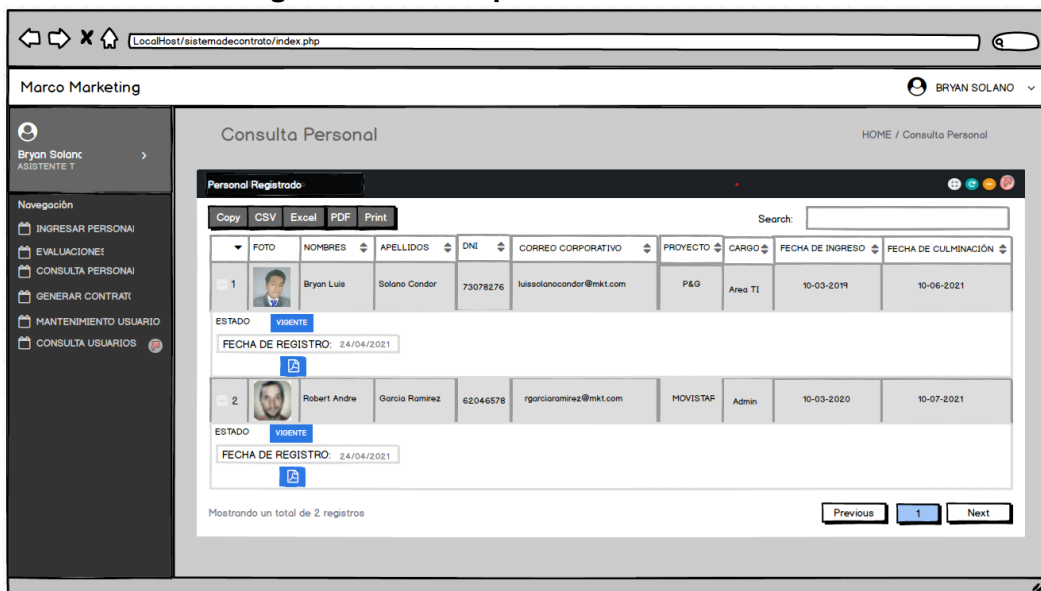 LocalHost/sistemadecontrato/index.php
Marco Marketing
BRYAN SOLANO
Bryan Solanc
ASISTENTE T
Consulta Personal
HOME / Consulta Personal
Navegación
INGRESAR PERSONAI
EVALUACIONES
CONSULTA PERSONAI
GENERAR CONTRAT(
MANTENIMIENTO USUARIO
CONSULTA USUARIOS
Personal Registrado
Copy CSV Excel PDF Print
Search:
FOTO NOMBRES APELLIDOS DNI CORREO CORPORATIVO PROYECTO CARGO FECHA DE INGRESO FECHA DE CULMINACIÓN
1 Bryan Luis Solano Condor 73078276 luissolanocondor@mkt.com P&G Area TI 10-03-2019 10-06-2021
ESTADO VIGENTE
FECHA DE REGISTRO: 24/04/2021
2 Robert Andre Garcia Ramirez 62046578 rgarciaramirez@mkt.com MOVISTAR Admin 10-03-2020 10-07-2021
ESTADO VIGENTE
FECHA DE REGISTRO: 24/04/2021
Mostrando un total de 2 registros
Previous 1 Next